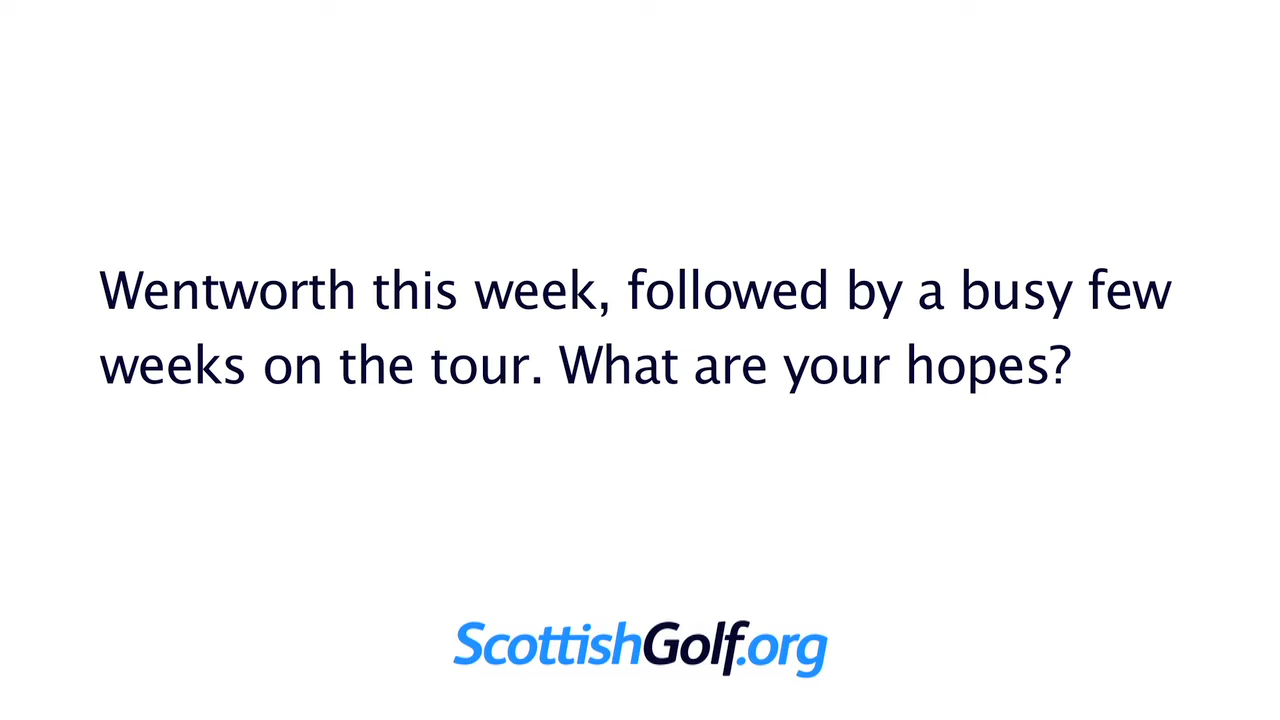 Wentworth this week, followed by a busy few
weeks on the tour. What are your hopes?
ScottishGolf.org